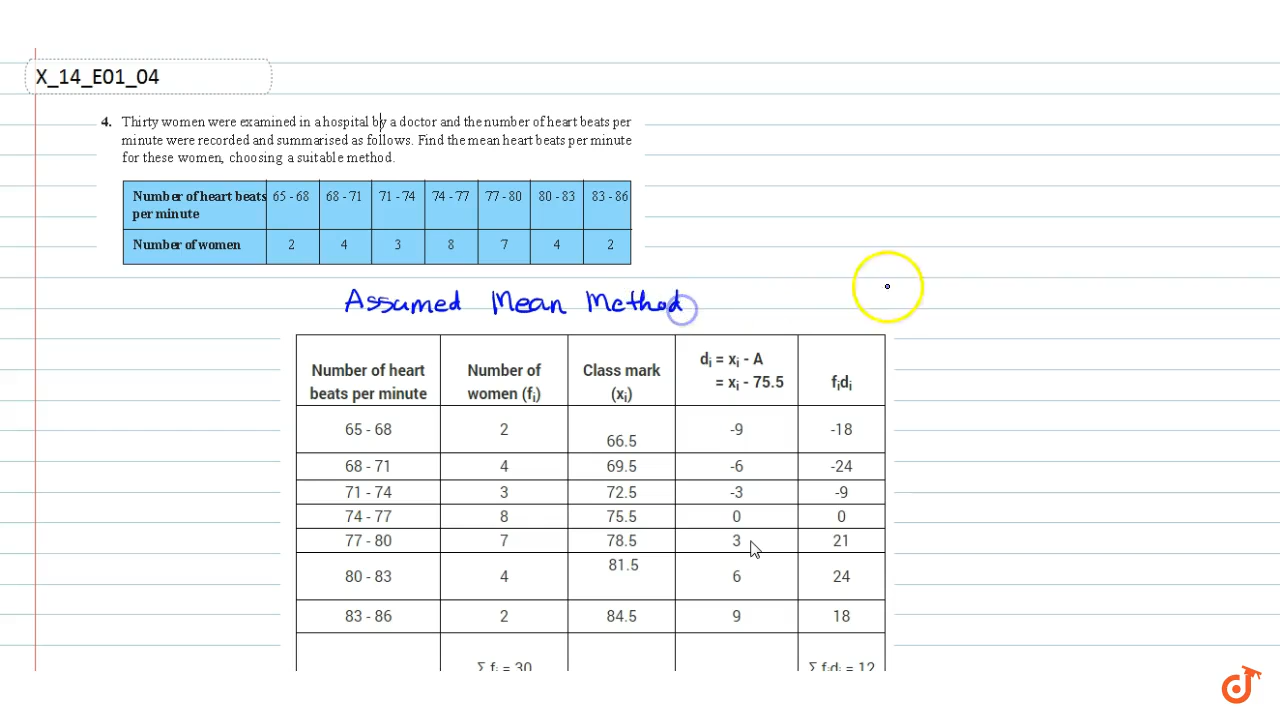 X_14_E01_04
4. Thirty women were examined in a hospital by a doctor and the number of heart beats per
minute were recorded and summarised as follows. Find the mean heart beats per minute
for these women, choosing a suitable method.
Number of heart beats per minute 65 - 68 68 - 71 71 - 74 74 - 77 77 - 80 80 - 83 83 - 86
Number of women 2 4 3 8 7 4 2
Assumed Mean Method
Number of heart beats per minute Number of women (fi) Class mark (xi) di = xi - A = xi - 75.5 fidi
65 - 68 2 66.5 -9 -18
68 - 71 4 69.5 -6 -24
71 - 74 3 72.5 -3 -9
74 - 77 8 75.5 0 0
77 - 80 7 78.5 3 21
80 - 83 4 81.5 6 24
83 - 86 2 84.5 9 18
Σ fi = 30 Σ fidi = 12